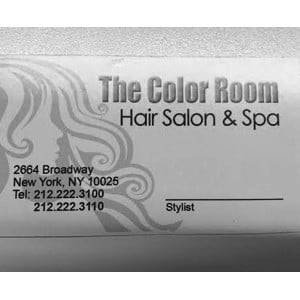 The Color Room
Hair Salon & Spa
2664 Broadway
New York, NY 10025
Tel: 212.222.3100
212.222.3110
Stylist